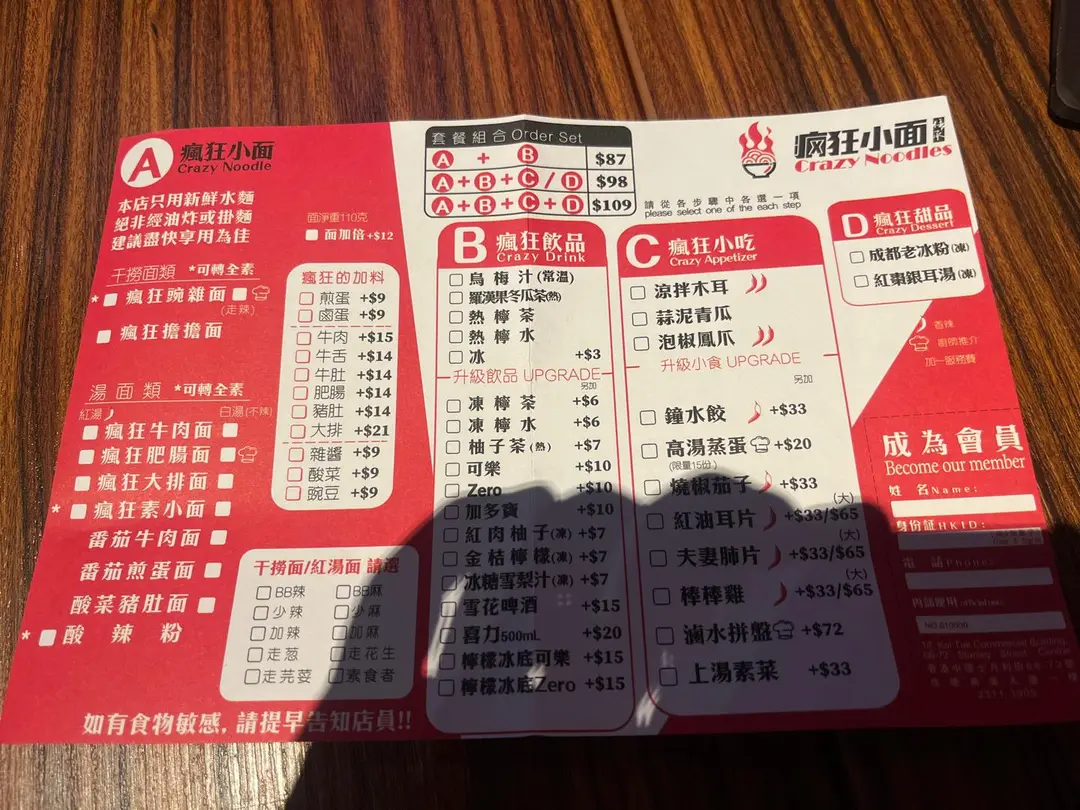 A 瘋狂小面
Crazy Noodle
本店只用新鮮水麵
絕非經油炸或掛麵
建議盡快享用為佳
面淨重110克
面加倍+$12
干撈面類 *可轉全素
* 瘋狂豌雜面
(走辣)
瘋狂擔擔面
湯面類 *可轉全素
紅湯 白湯(不辣)
瘋狂牛肉面
瘋狂肥腸面
瘋狂大排面
* 瘋狂素小面
番茄牛肉面
番茄煎蛋面
酸菜豬肚面
* 酸辣粉
瘋狂的加料
煎蛋 +$9
鹵蛋 +$9
牛肉 +$15
牛舌 +$14
牛肚 +$14
肥腸 +$14
豬肚 +$14
大排 +$21
雜醬 +$9
酸菜 +$9
豌豆 +$9
干撈面/紅湯面 請選
BB辣 BB麻
少辣 少麻
加辣 加麻
走葱 走花生
走芫荽 素食者
如有食物敏感, 請提早告知店員!!
套餐組合 Order Set
A + B $87
A+B+C/D $98
A+B+C+D $109
請從各步驟中各選一項
please select one of the each step
B 瘋狂飲品
Crazy Drink
烏梅汁(常溫)
羅漢果冬瓜茶(熱)
熱檸茶
熱檸水
冰 +$3
升級飲品 UPGRADE
另加
凍檸茶 +$6
凍檸水 +$6
柚子茶(熱) +$7
可樂 +$10
Zero +$10
加多寶 +$10
紅肉柚子(凍) +$7
金桔檸檬(凍) +$7
冰糖雪梨汁(凍) +$7
雪花啤酒 +$15
喜力500mL +$20
檸檬冰底可樂 +$15
檸檬冰底Zero +$15
C 瘋狂小吃
Crazy Appetizer
涼拌木耳
蒜泥青瓜
泡椒鳳爪
升級小食 UPGRADE
另加
鐘水餃 +$33
高湯蒸蛋 +$20
(限量15份)
燒椒茄子 +$33
(大)
紅油耳片 +$33/$65
(大)
夫妻肺片 +$33/$65
(大)
棒棒雞 +$33/$65
滷水拼盤 +$72
上湯素菜 +$33
瘋狂小面
Crazy Noodles
D 瘋狂甜品
Crazy Dessert
成都老冰粉(凍)
紅棗銀耳湯(凍)
香辣
廚師推介
加一服務費
成為會員
Become our member
姓 名 Name:
身份証 HKID:
電 話 Phone:
內部使用 official use:
NO.810900